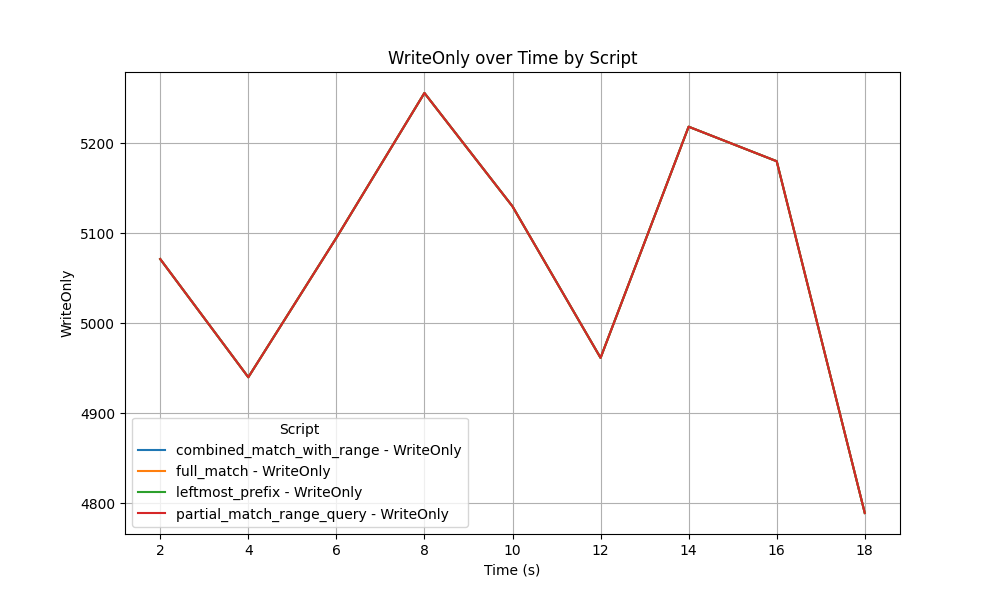 WriteOnly over Time by Script
WriteOnly
5200
5100
5000
4900
4800
Script
combined_match_with_range - WriteOnly
full_match - WriteOnly
leftmost_prefix - WriteOnly
partial_match_range_query - WriteOnly
2 4 6 8 10 12 14 16 18
Time (s)